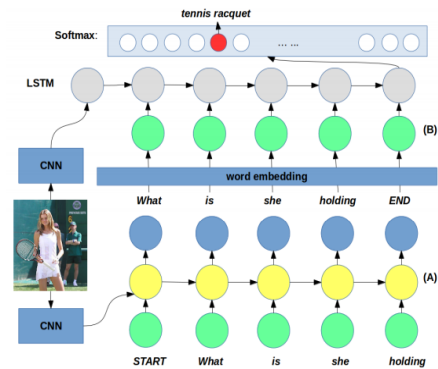 tennis racquet
Softmax:
... ...
LSTM
(B)
CNN
word embedding
What is she holding END
(A)
CNN
START What is she holding